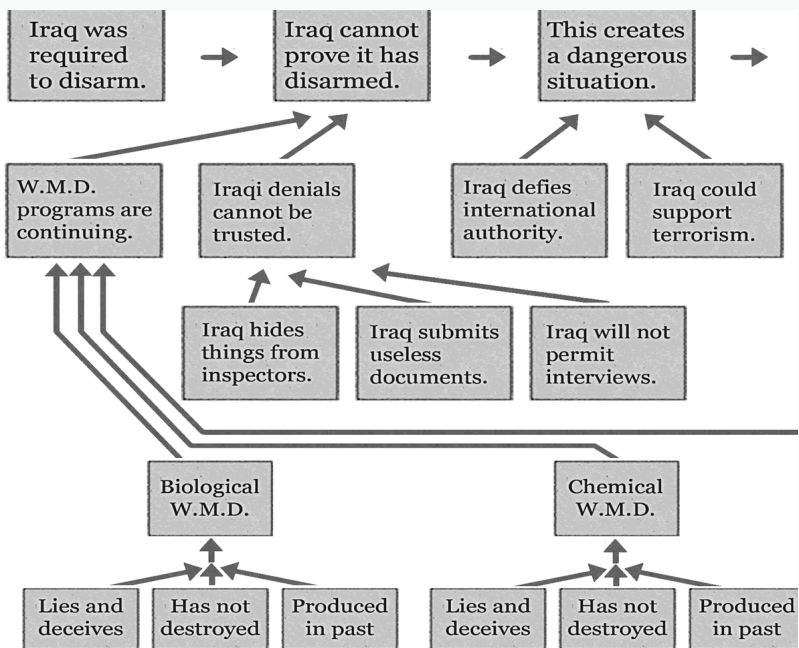 Iraq was
required
to disarm.
Iraq cannot
prove it has
disarmed.
This creates
a dangerous
situation.
W.M.D.
programs are
continuing.
Iraqi denials
cannot be
trusted.
Iraq defies
international
authority.
Iraq could
support
terrorism.
Iraq hides
things from
inspectors.
Iraq submits
useless
documents.
Iraq will not
permit
interviews.
Biological
W.M.D.
Chemical
W.M.D.
Lies and
deceives
Has not
destroyed
Produced
in past
Lies and
deceives
Has not
destroyed
Produced
in past